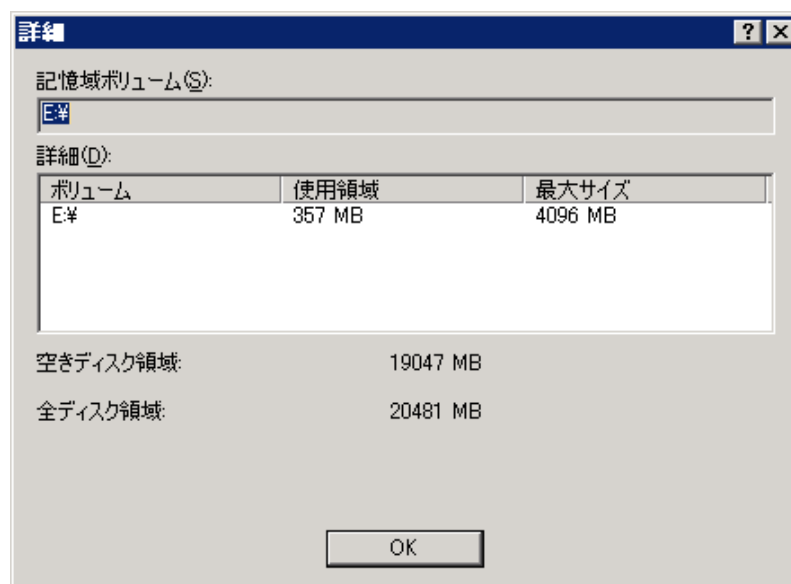 詳細
記憶域ボリューム(S):
E:¥
詳細(D):
ボリューム 使用領域 最大サイズ
E:¥ 357 MB 4096 MB
空きディスク領域: 19047 MB
全ディスク領域: 20481 MB
OK